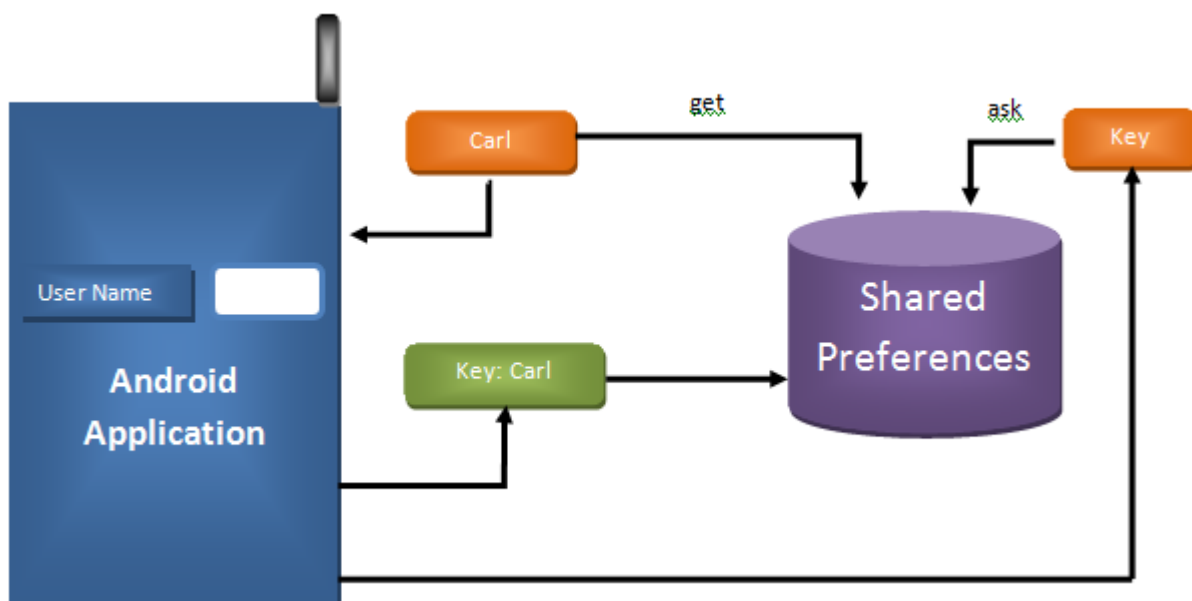 get
ask
Carl
Key
User Name
Shared
Preferences
Android
Application
Key: Carl